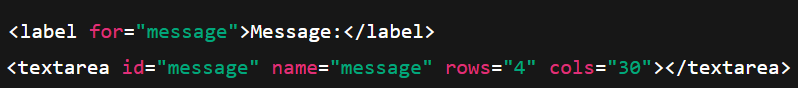 <label for="message">Message:</label>
<textarea id="message" name="message" rows="4" cols="30"></textarea>